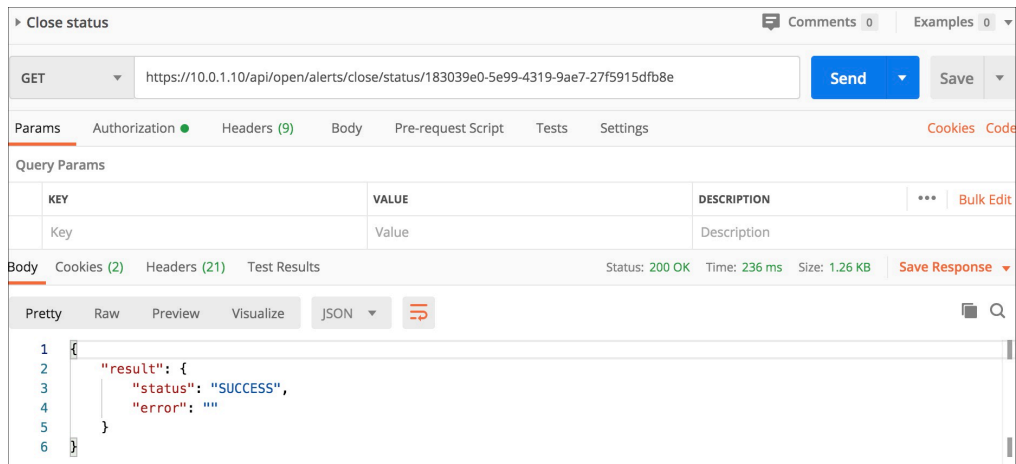 Close status Comments 0 Examples 0
GET https://10.0.1.10/api/open/alerts/close/status/183039e0-5e99-4319-9ae7-27f5915dfb8e Send Save
Params Authorization Headers (9) Body Pre-request Script Tests Settings Cookies Code
Query Params
KEY VALUE DESCRIPTION ••• Bulk Edit
Key Value Description
Body Cookies (2) Headers (21) Test Results Status: 200 OK Time: 236 ms Size: 1.26 KB Save Response
Pretty Raw Preview Visualize JSON
1 {
2 "result": {
3 "status": "SUCCESS",
4 "error": ""
5 }
6 }